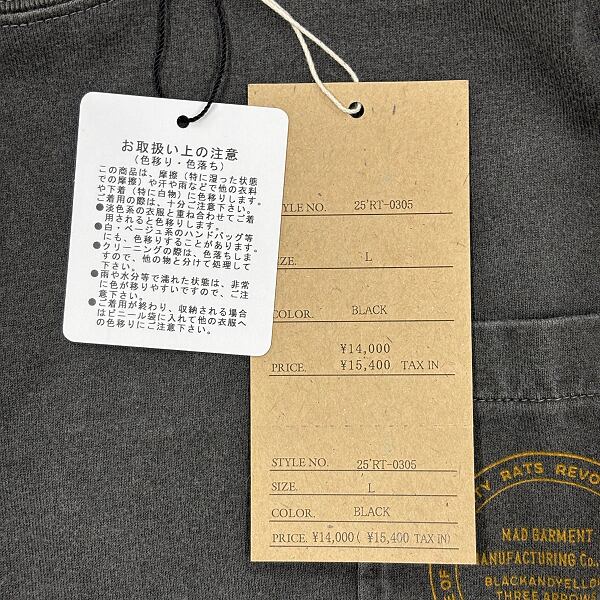 お取扱い上の注意
(色移り・色落ち)
この商品は、摩擦(特に湿った状態
での摩擦)や汗や雨などで他の衣料
や下着(特に白物)に色移りします。
ご着用の際は、十分ご注意下さい。
●淡色系の衣服と重ね合わせてご着
用されると色移りします。
●白・ベージュ系のハンドバッグ等
にも、色移りすることがあります。
●クリーニングの際は、色落ちしま
すので、他の物と分けて処理して
下さい。
●雨や水分等で濡れた状態は、非常
に色が移りやすいですので、ご注
意下さい。
●ご着用が終わり、収納される場合
はビニール袋に入れて他の衣服へ
の色移りにご注意下さい。
STYLE NO. 25'RT-0305
L
COLOR. BLACK
¥14,000
PRICE. ¥15,400 TAX IN
STYLE NO. 25'RT-0305
SIZE. L
COLOR. BLACK
PRICE. ¥14,000( ¥15,400 TAX IN)
TY RATS REVO
MAD GARMENT
MANUFACTURING Co.,
BLACKANDYELLO
THREE ARROWS
E OF